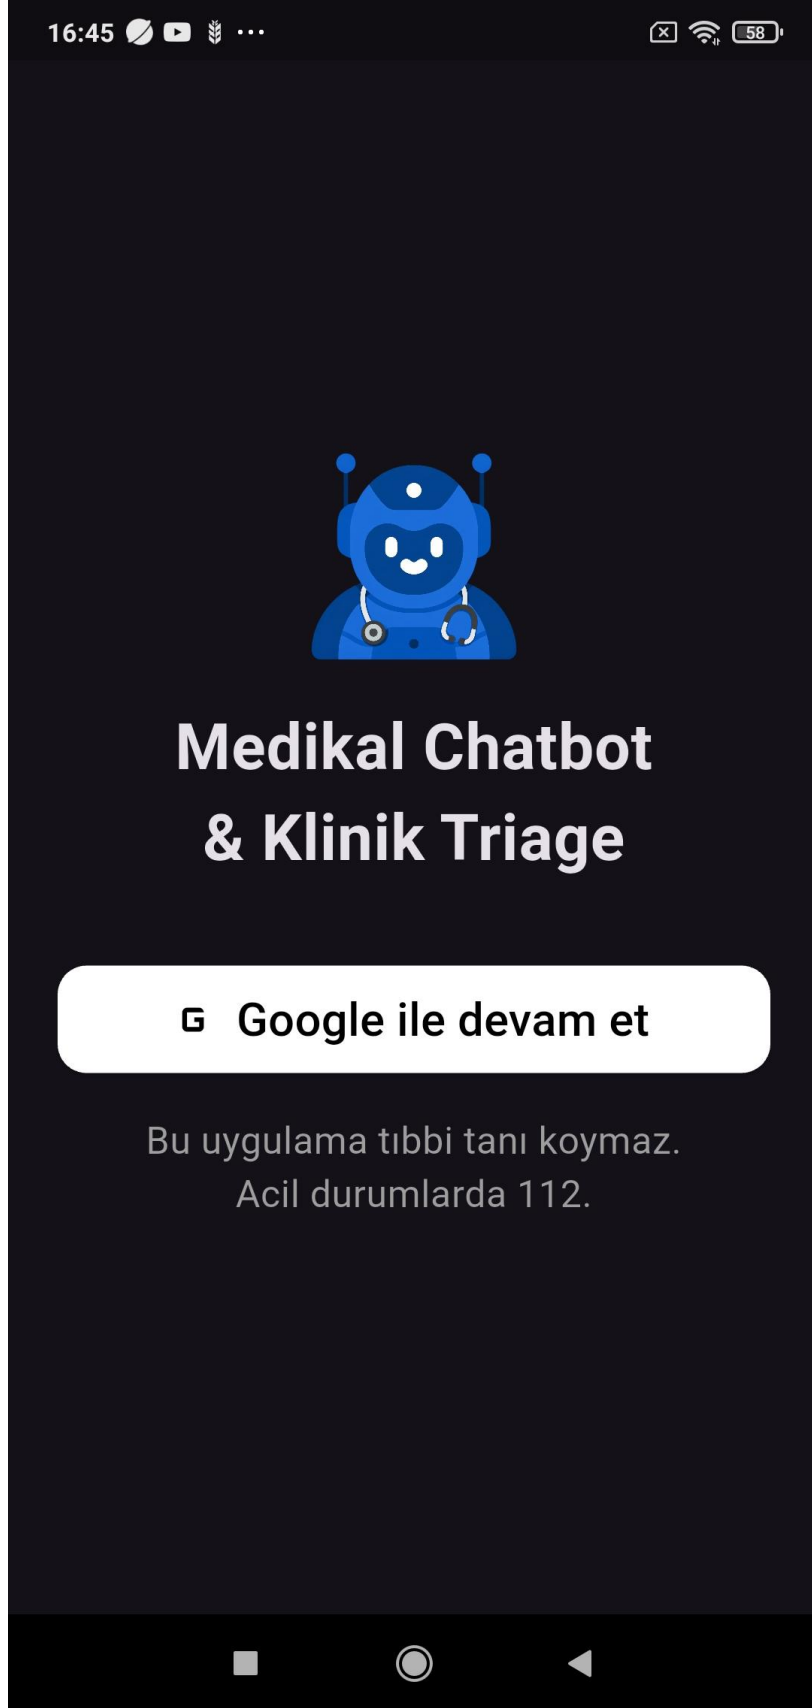 16:45
58
Medikal Chatbot
& Klinik Triage
G Google ile devam et
Bu uygulama tıbbi tanı koymaz.
Acil durumlarda 112.